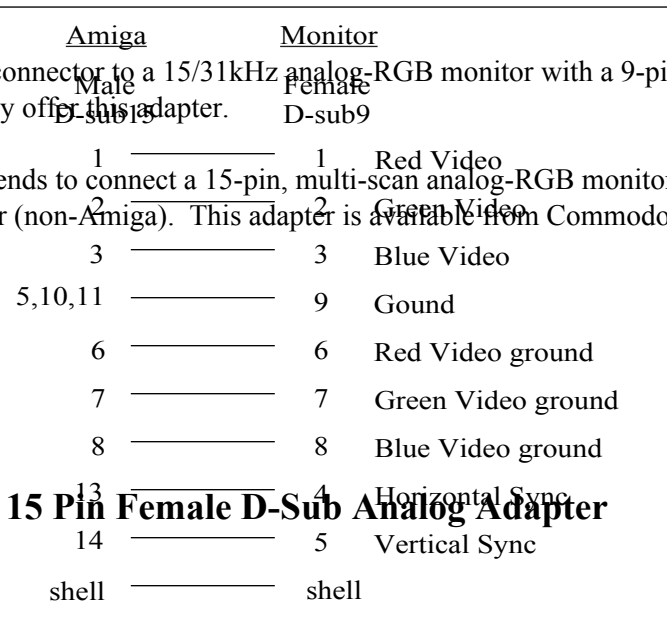 Amiga Monitor
connector to a 15/31kHz analog-RGB monitor with a 9-pi
Male Female
y offer this adapter.
D-sub15 D-sub9
1 1 Red Video
ends to connect a 15-pin, multi-scan analog-RGB monitor
2 2 Green Video
r (non-Amiga). This adapter is available from Commodo
3 3 Blue Video
5,10,11 9 Gound
6 6 Red Video ground
7 7 Green Video ground
8 8 Blue Video ground
13 4 Horizontal Sync
15 Pin Female D-Sub Analog Adapter
14 5 Vertical Sync
shell shell